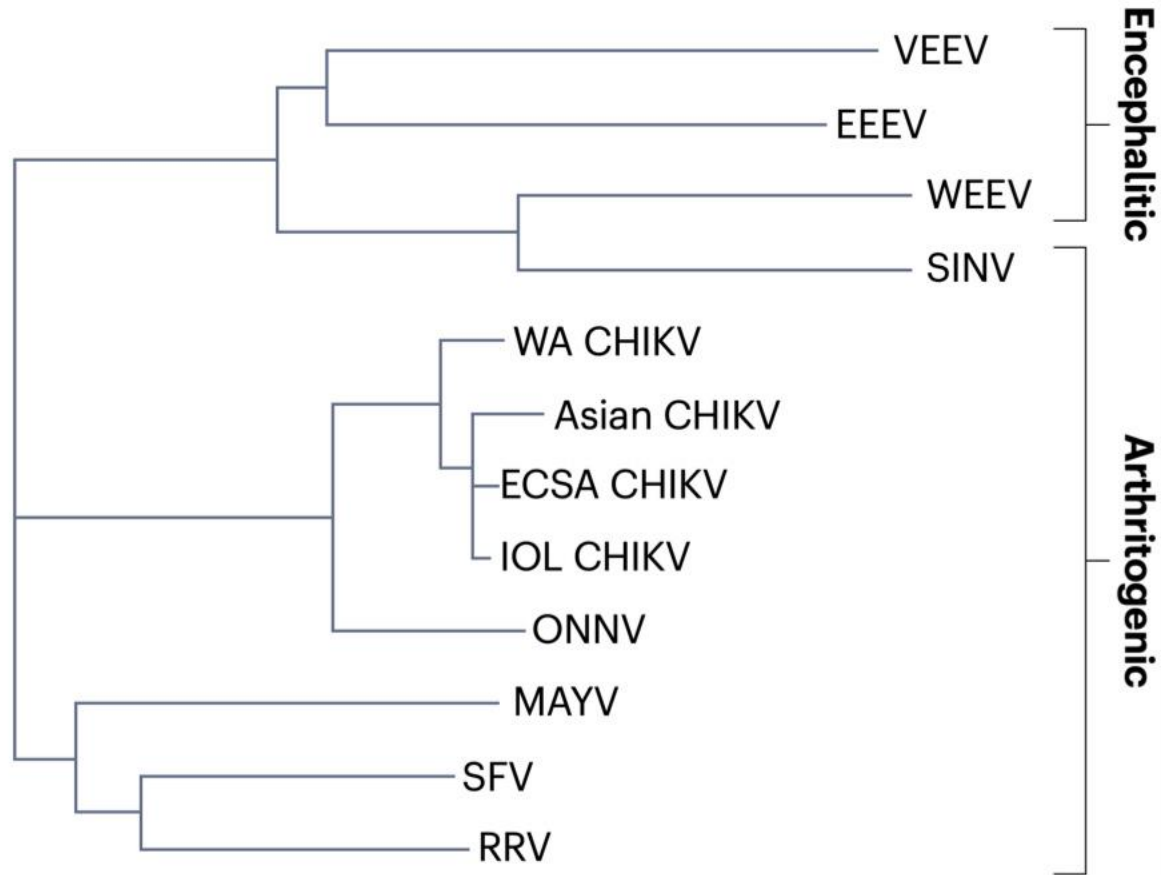 VEEV
EEEV
WEEV
SINV
WA CHIKV
Asian CHIKV
ECSA CHIKV
IOL CHIKV
ONNV
MAYV
SFV
RRV
Encephalitic
Arthritogenic